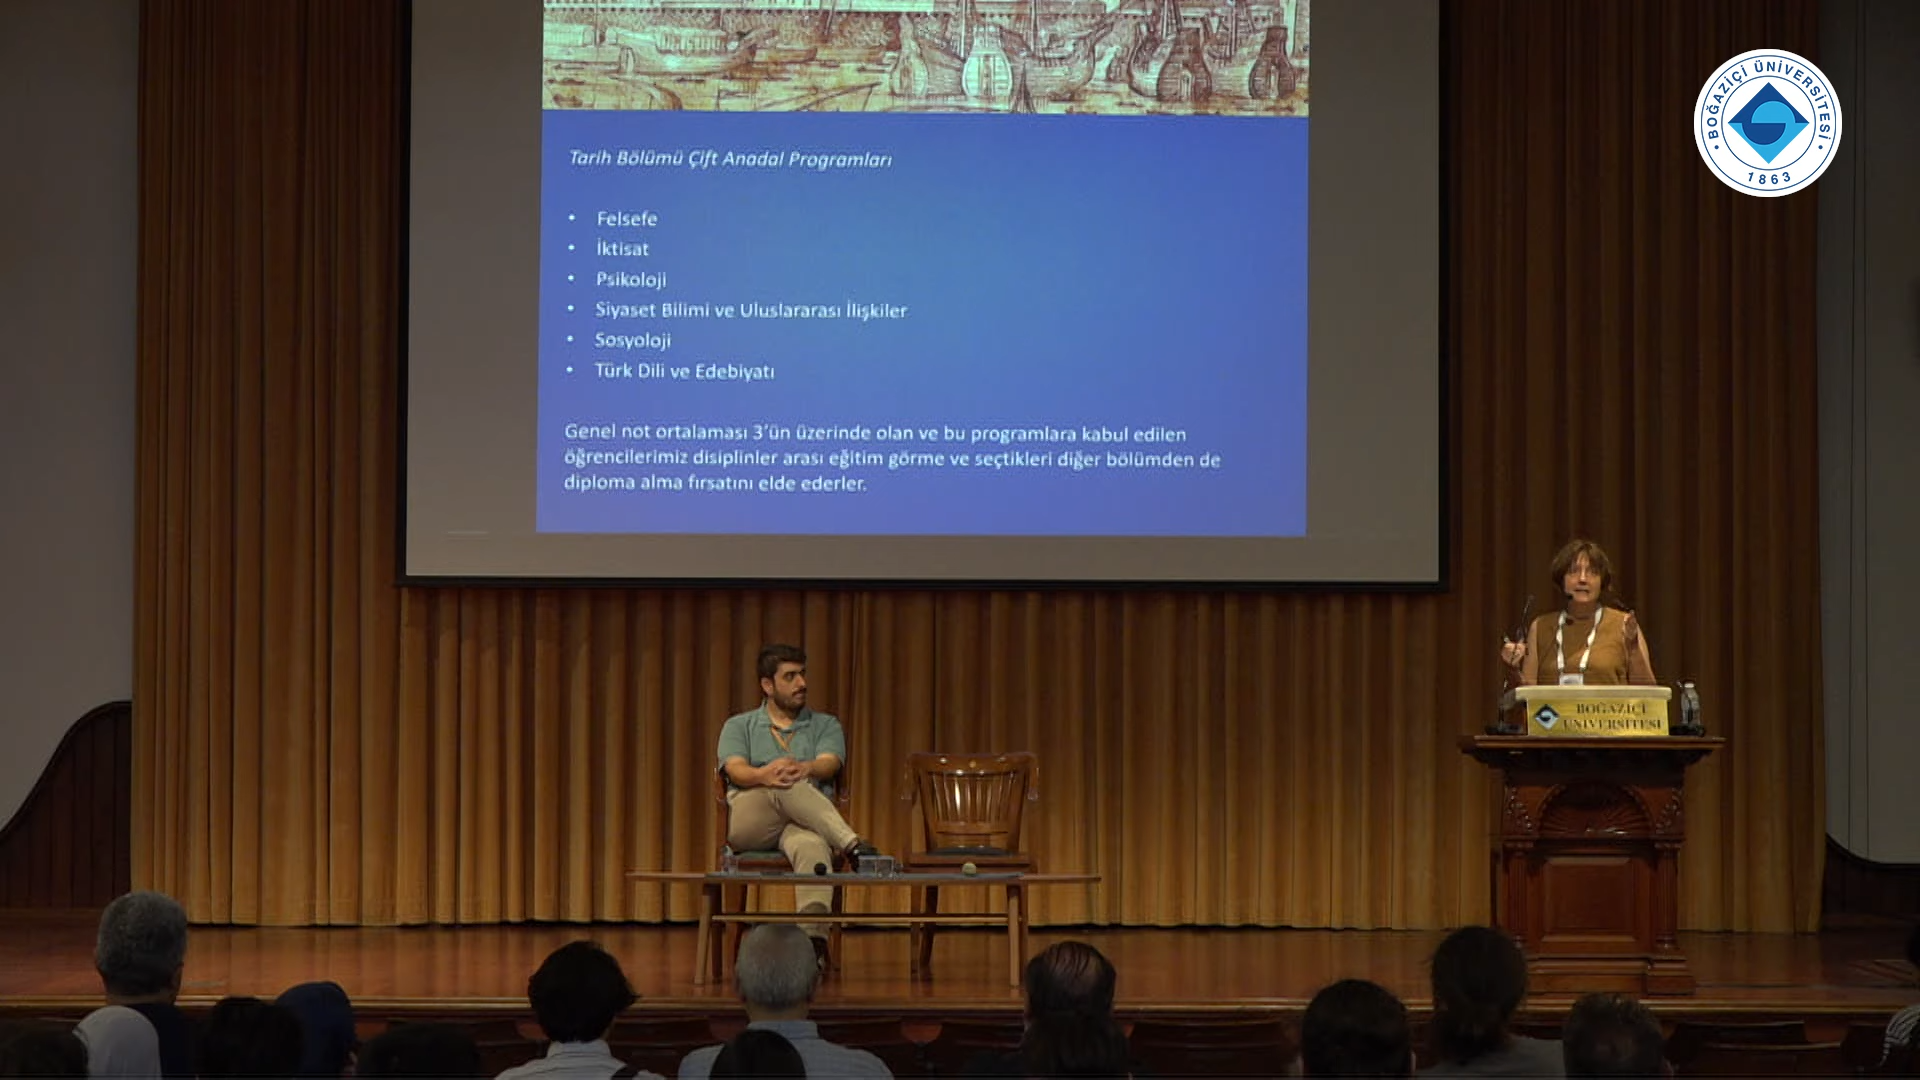 Tarih Bölümü Çift Anadal Programları
• Felsefe
• İktisat
• Psikoloji
• Siyaset Bilimi ve Uluslararası İlişkiler
• Sosyoloji
• Türk Dili ve Edebiyatı
Genel not ortalaması 3'ün üzerinde olan ve bu programlara kabul edilen
öğrencilerimiz disiplinler arası eğitim görme ve seçtikleri diğer bölümden de
diploma alma fırsatını elde ederler.
• BOĞAZİÇİ ÜNİVERSİTESİ •
1863
BOĞAZİÇİ
ÜNİVERSİTESİ